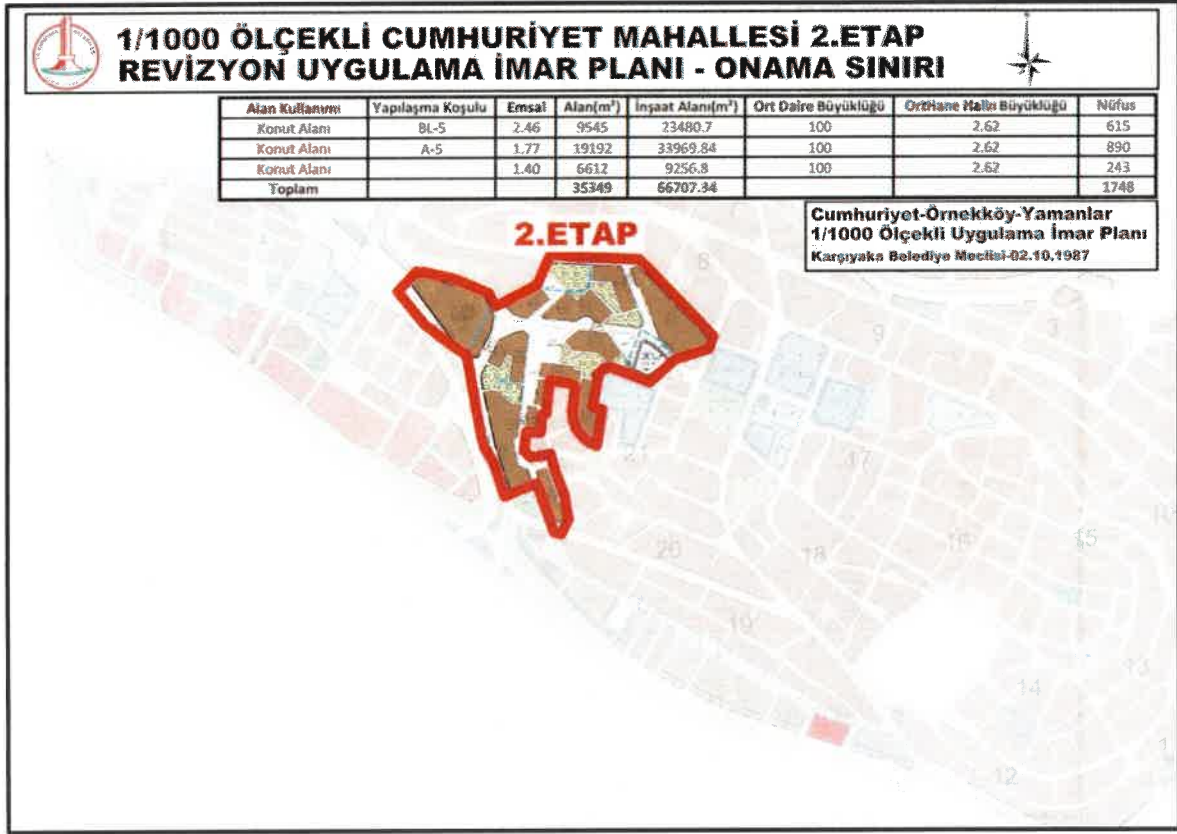 1/1000 ÖLÇEKLİ CUMHURİYET MAHALLESİ 2.ETAP
REVİZYON UYGULAMA İMAR PLANI - ONAMA SINIRI
Alan Kullanımı Yapılaşma Koşulu Emsal Alan(m²) İnşaat Alanı(m²) Ort Daire Büyüklüğü OrtHane Halkı Büyüklüğü Nüfus
Konut Alanı BL-5 2.46 9545 23480.7 100 2.62 615
Konut Alanı A-5 1.77 19192 33969.84 100 2.62 890
Konut Alanı 1.40 6612 9256.8 100 2.62 243
Toplam 35349 66707.34 1748
Cumhuriyet-Örnekköy-Yamanlar
1/1000 Ölçekli Uygulama İmar Planı
Karşıyaka Belediye Meclisi-02.10.1987
2.ETAP
8
9
3
21
17
20
18
16
15
19
14
13
12
1